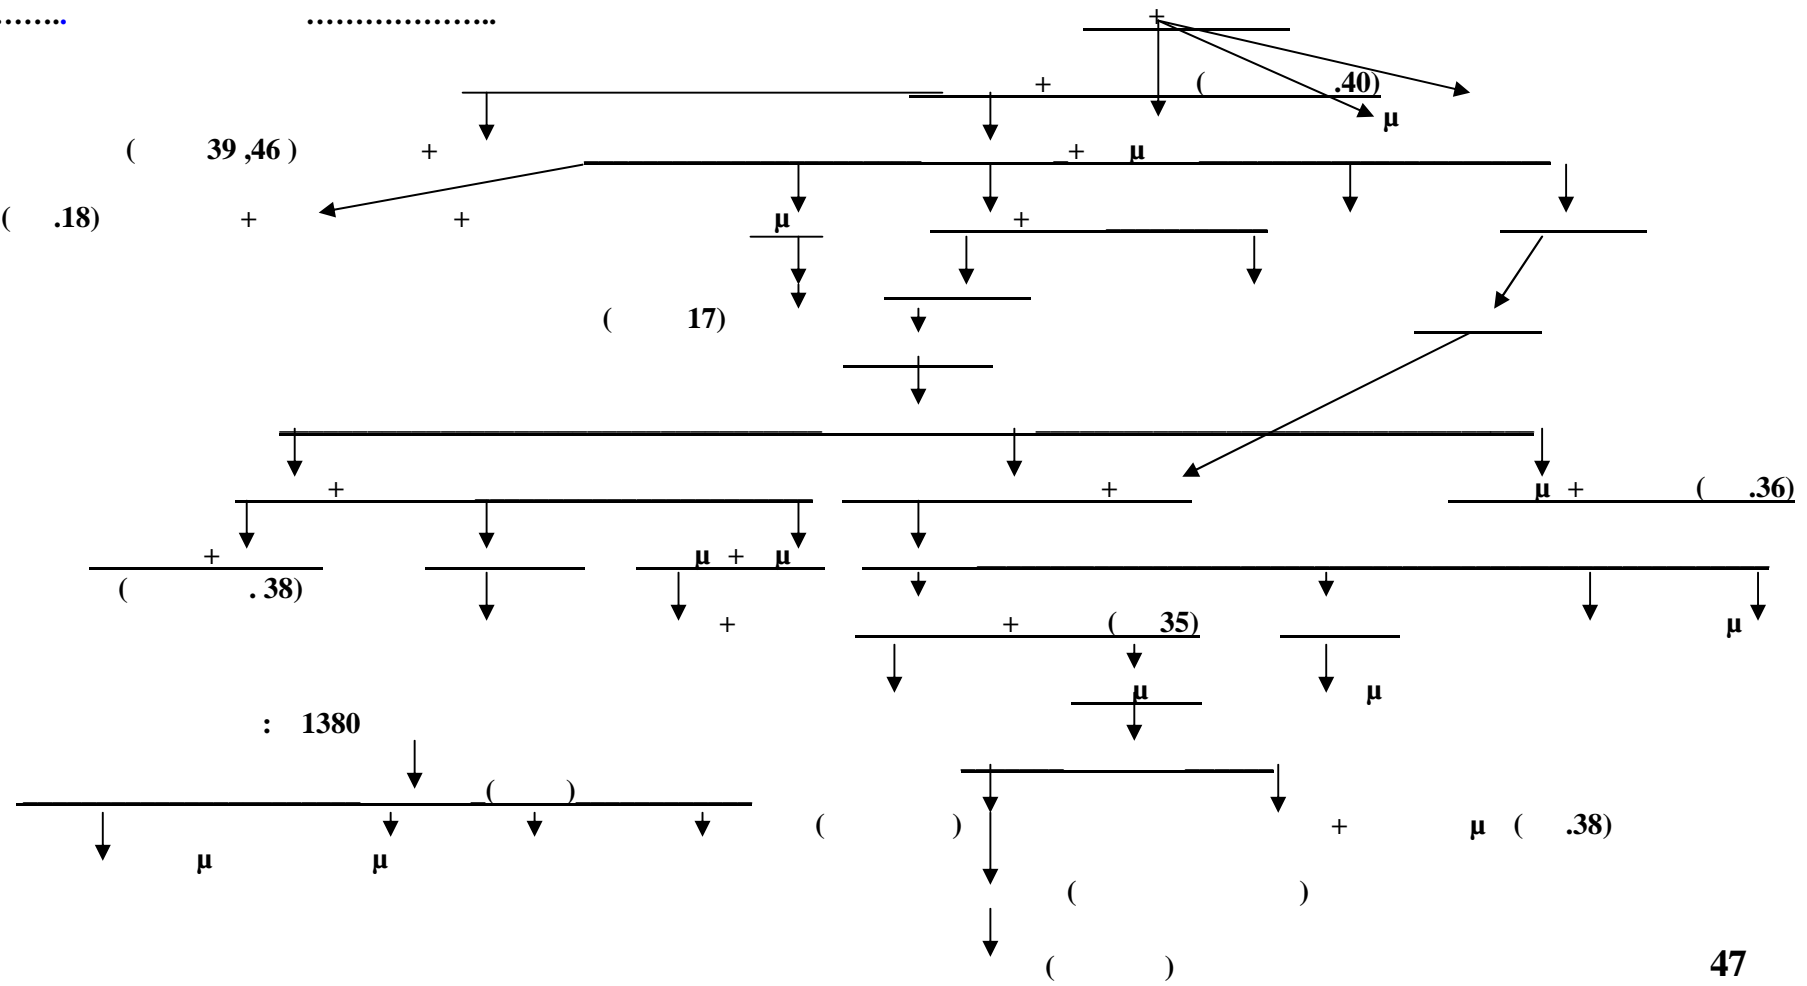 …….. ………………..
+
+ ( .40)
µ
( 39 ,46 ) + + µ
( .18) + + µ +
( 17)
+ + µ + ( .36)
+ µ + µ
( . 38)
+ + ( 35) µ
µ µ
: 1380
( )
( ) + µ ( .38)
µ µ
( )
( ) 47